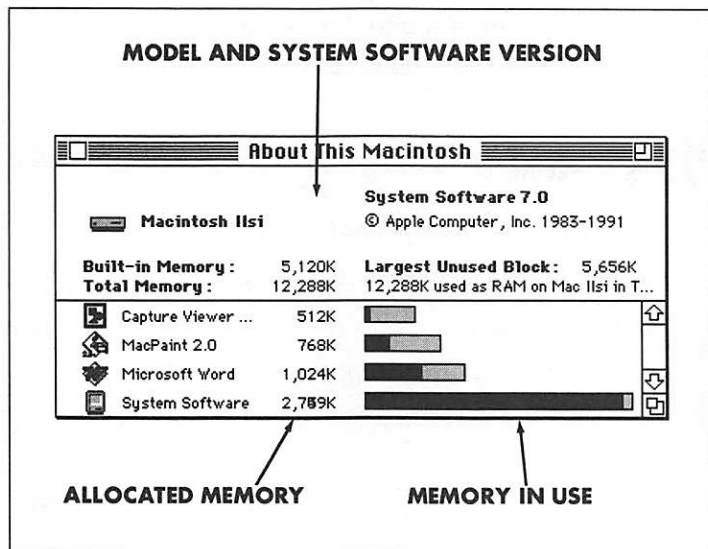 MODEL AND SYSTEM SOFTWARE VERSION
About This Macintosh
System Software 7.0
Macintosh IIsi
© Apple Computer, Inc. 1983-1991
Built-in Memory: 5,120K Largest Unused Block: 5,656K
Total Memory: 12,288K 12,288K used as RAM on Mac IIsi in T...
Capture Viewer ... 512K
MacPaint 2.0 768K
Microsoft Word 1,024K
System Software
ALLOCATED MEMORY MEMORY IN USE